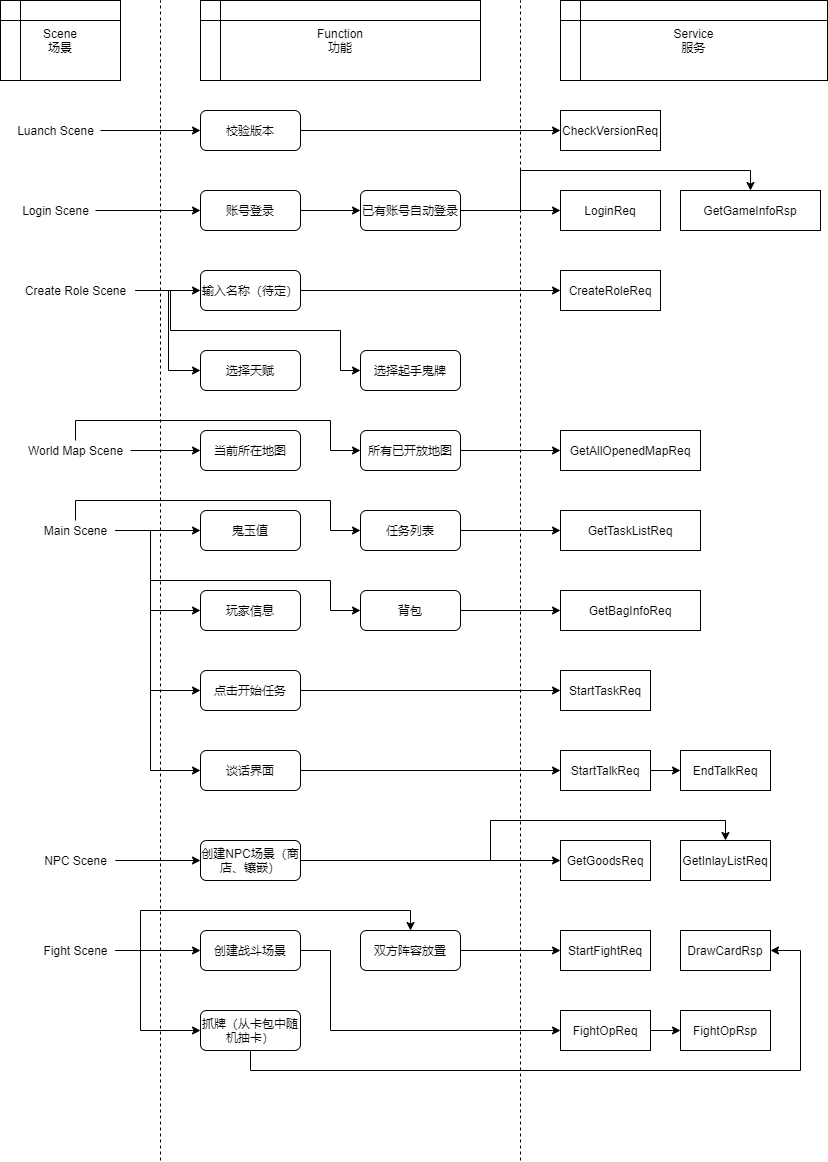 Scene
场景
Function
功能
Service
服务
Luanch Scene
校验版本
CheckVersionReq
Login Scene
账号登录
已有账号自动登录
LoginReq
GetGameInfoRsp
Create Role Scene
输入名称（待定）
CreateRoleReq
选择天赋
选择起手鬼牌
World Map Scene
当前所在地图
所有已开放地图
GetAllOpenedMapReq
Main Scene
鬼玉值
任务列表
GetTaskListReq
玩家信息
背包
GetBagInfoReq
点击开始任务
StartTaskReq
谈话界面
StartTalkReq
EndTalkReq
NPC Scene
创建NPC场景（商
店、镶嵌）
GetGoodsReq
GetInlayListReq
Fight Scene
创建战斗场景
双方阵容放置
StartFightReq
DrawCardRsp
抓牌（从卡包中随
机抽卡）
FightOpReq
FightOpRsp